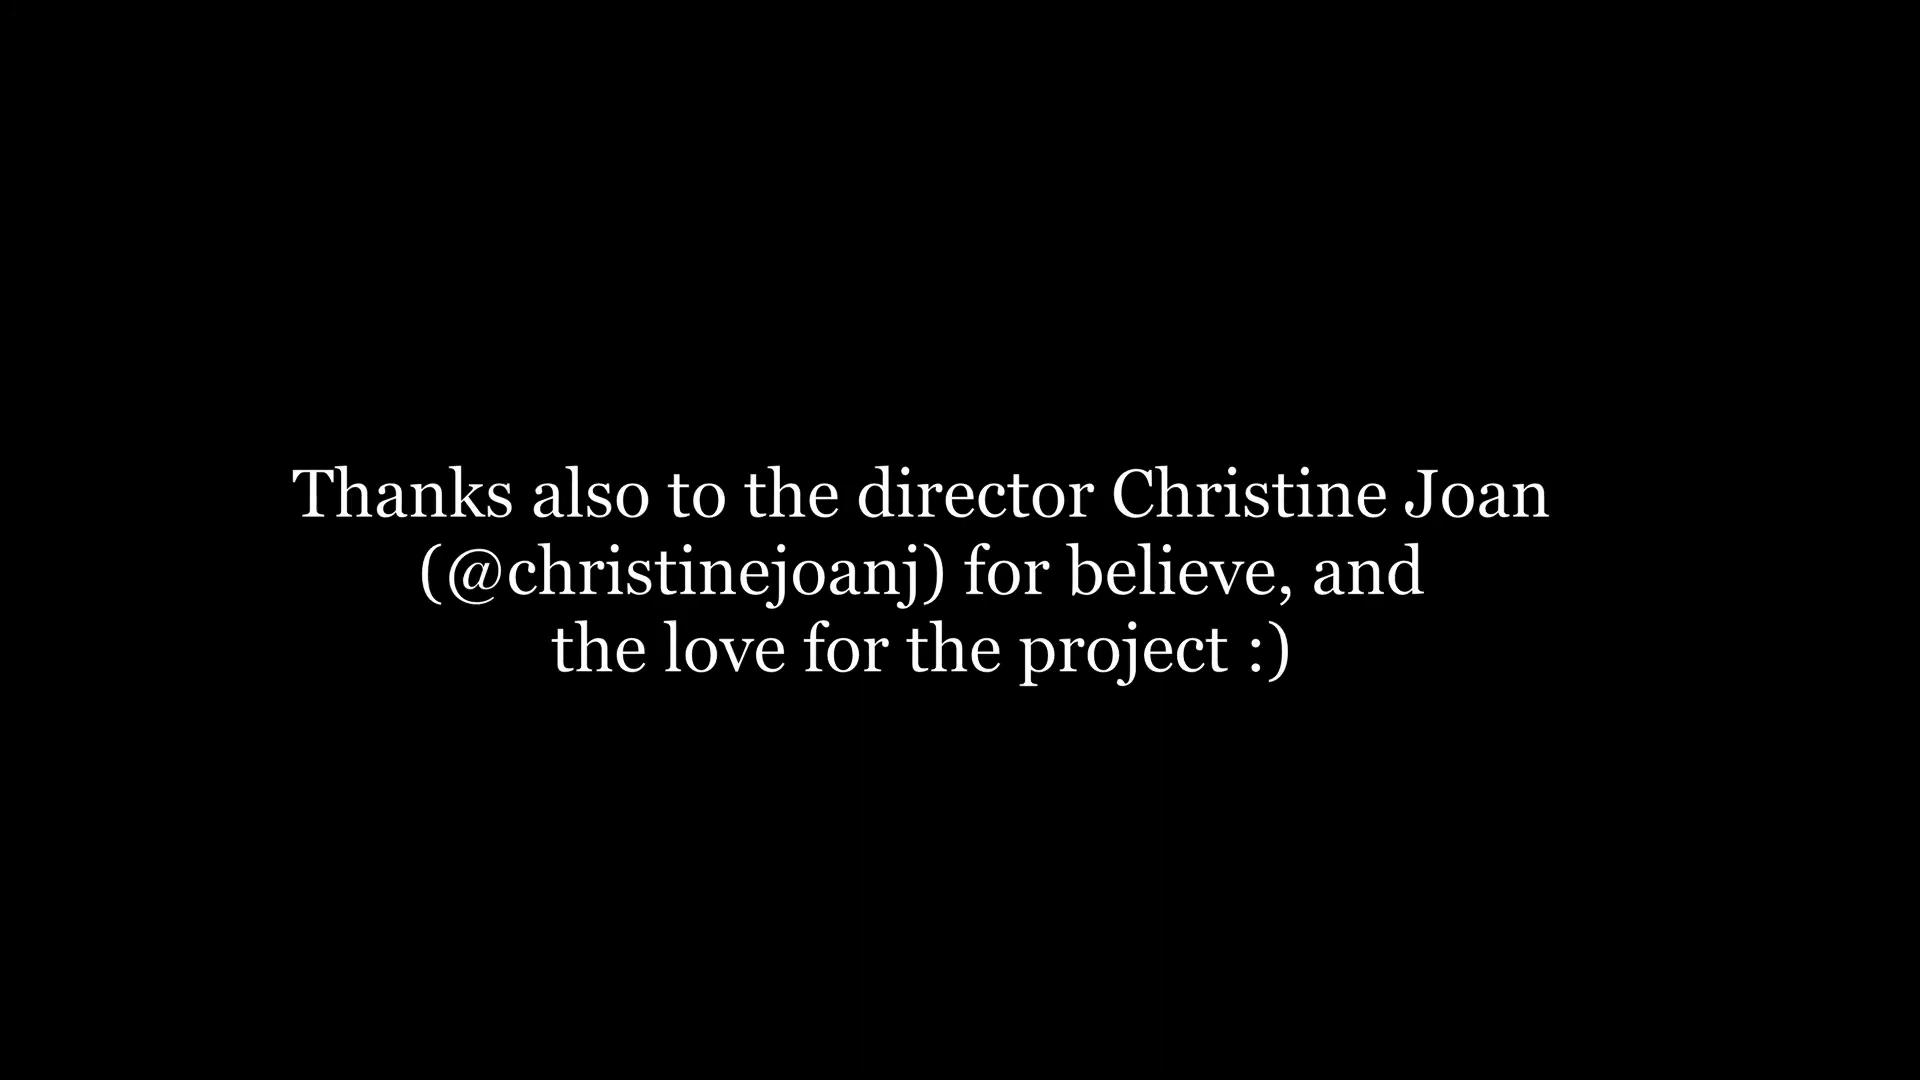 Thanks also to the director Christine Joan
(@christinejoanj) for believe, and
the love for the project :)